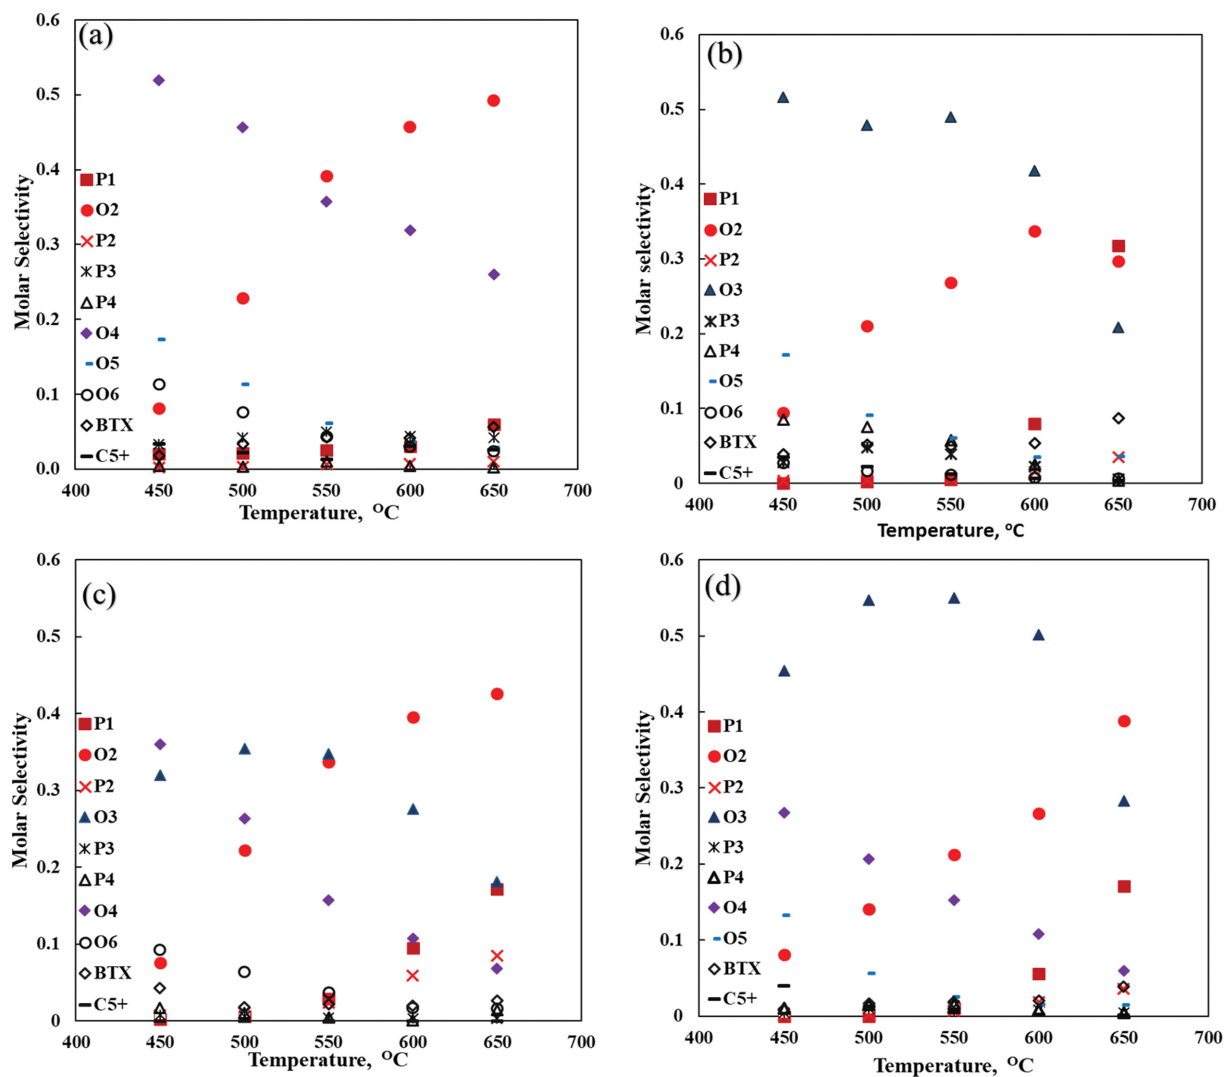 (a)
0.6
0.5
0.4
0.3
0.2
0.1
0.0
Molar Selectivity
P1
O2
P2
P3
P4
O4
O5
O6
BTX
C5+
400 450 500 550 600 650 700
Temperature, ᴼC
(b)
0.6
0.5
0.4
0.3
0.2
0.1
0
Molar selectivity
P1
O2
P2
O3
P3
P4
O5
O6
BTX
C5+
400 450 500 550 600 650 700
Temperature, ᵒC
(c)
0.6
0.5
0.4
0.3
0.2
0.1
0
Molar Selectivity
P1
O2
P2
O3
P3
P4
O4
O6
BTX
C5+
400 450 500 550 600 650 700
Temperature, ᴼC
(d)
0.6
0.5
0.4
0.3
0.2
0.1
0
Molar Selectivity
P1
O2
P2
O3
P3
P4
O4
O5
BTX
C5+
400 450 500 550 600 650 700
Temperature, ᴼC